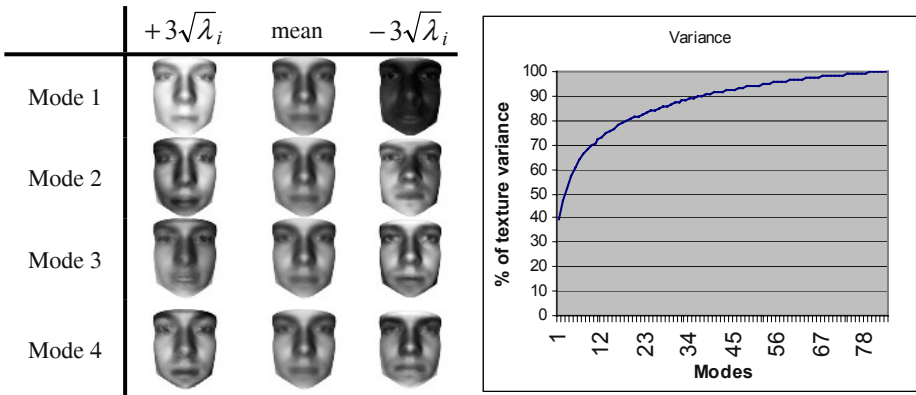 +3√λᵢ mean −3√λᵢ
Mode 1
Mode 2
Mode 3
Mode 4
Variance
% of texture variance
100
90
80
70
60
50
40
30
20
10
0
1 12 23 34 45 56 67 78
Modes